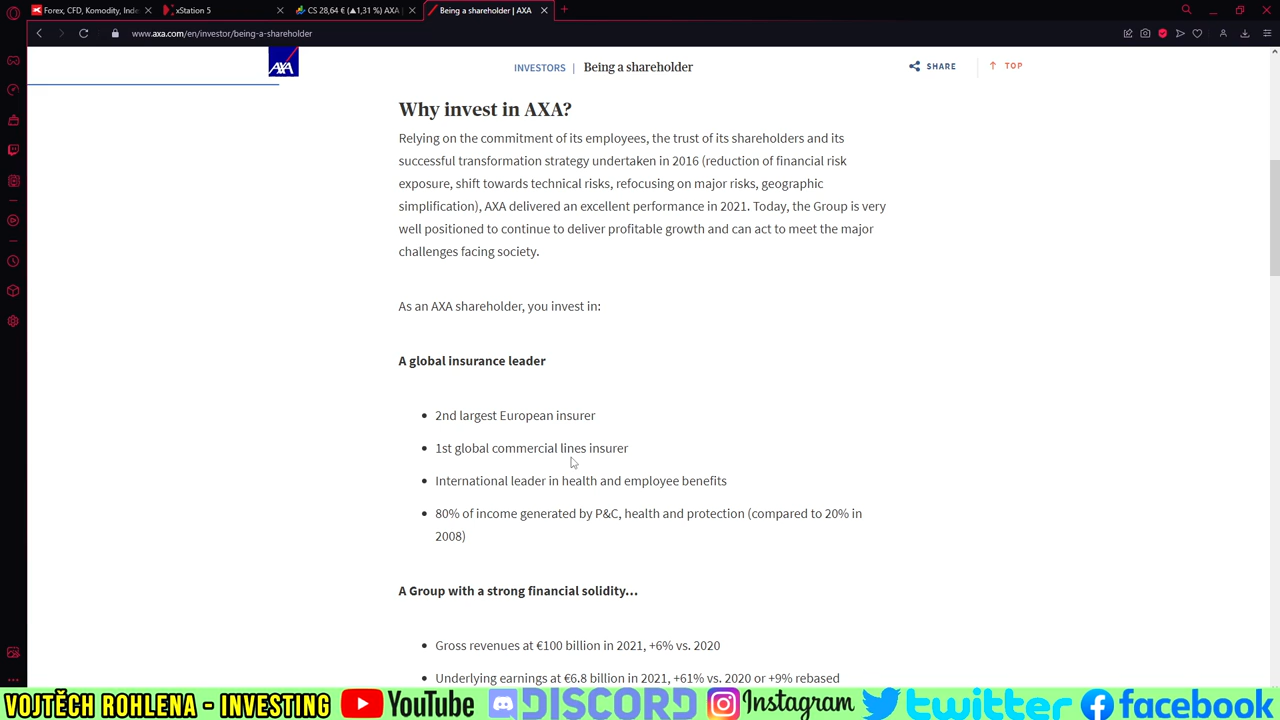 Forex, CFD, Komodity, Inde
xStation 5
CS 28,64 € (▲1,31 %) AXA |
Being a shareholder | AXA
www.axa.com/en/investor/being-a-shareholder
AXA
INVESTORS | Being a shareholder
SHARE
TOP
Why invest in AXA?
Relying on the commitment of its employees, the trust of its shareholders and its
successful transformation strategy undertaken in 2016 (reduction of financial risk
exposure, shift towards technical risks, refocusing on major risks, geographic
simplification), AXA delivered an excellent performance in 2021. Today, the Group is very
well positioned to continue to deliver profitable growth and can act to meet the major
challenges facing society.
As an AXA shareholder, you invest in:
A global insurance leader
• 2nd largest European insurer
• 1st global commercial lines insurer
• International leader in health and employee benefits
• 80% of income generated by P&C, health and protection (compared to 20% in
2008)
A Group with a strong financial solidity…
• Gross revenues at €100 billion in 2021, +6% vs. 2020
Underlying earnings at €6.8 billion in 2021, +61% vs. 2020 or +9% rebased
VOJTĚCH ROHLENA - INVESTING YouTube DISCORD Instagram twitter facebook